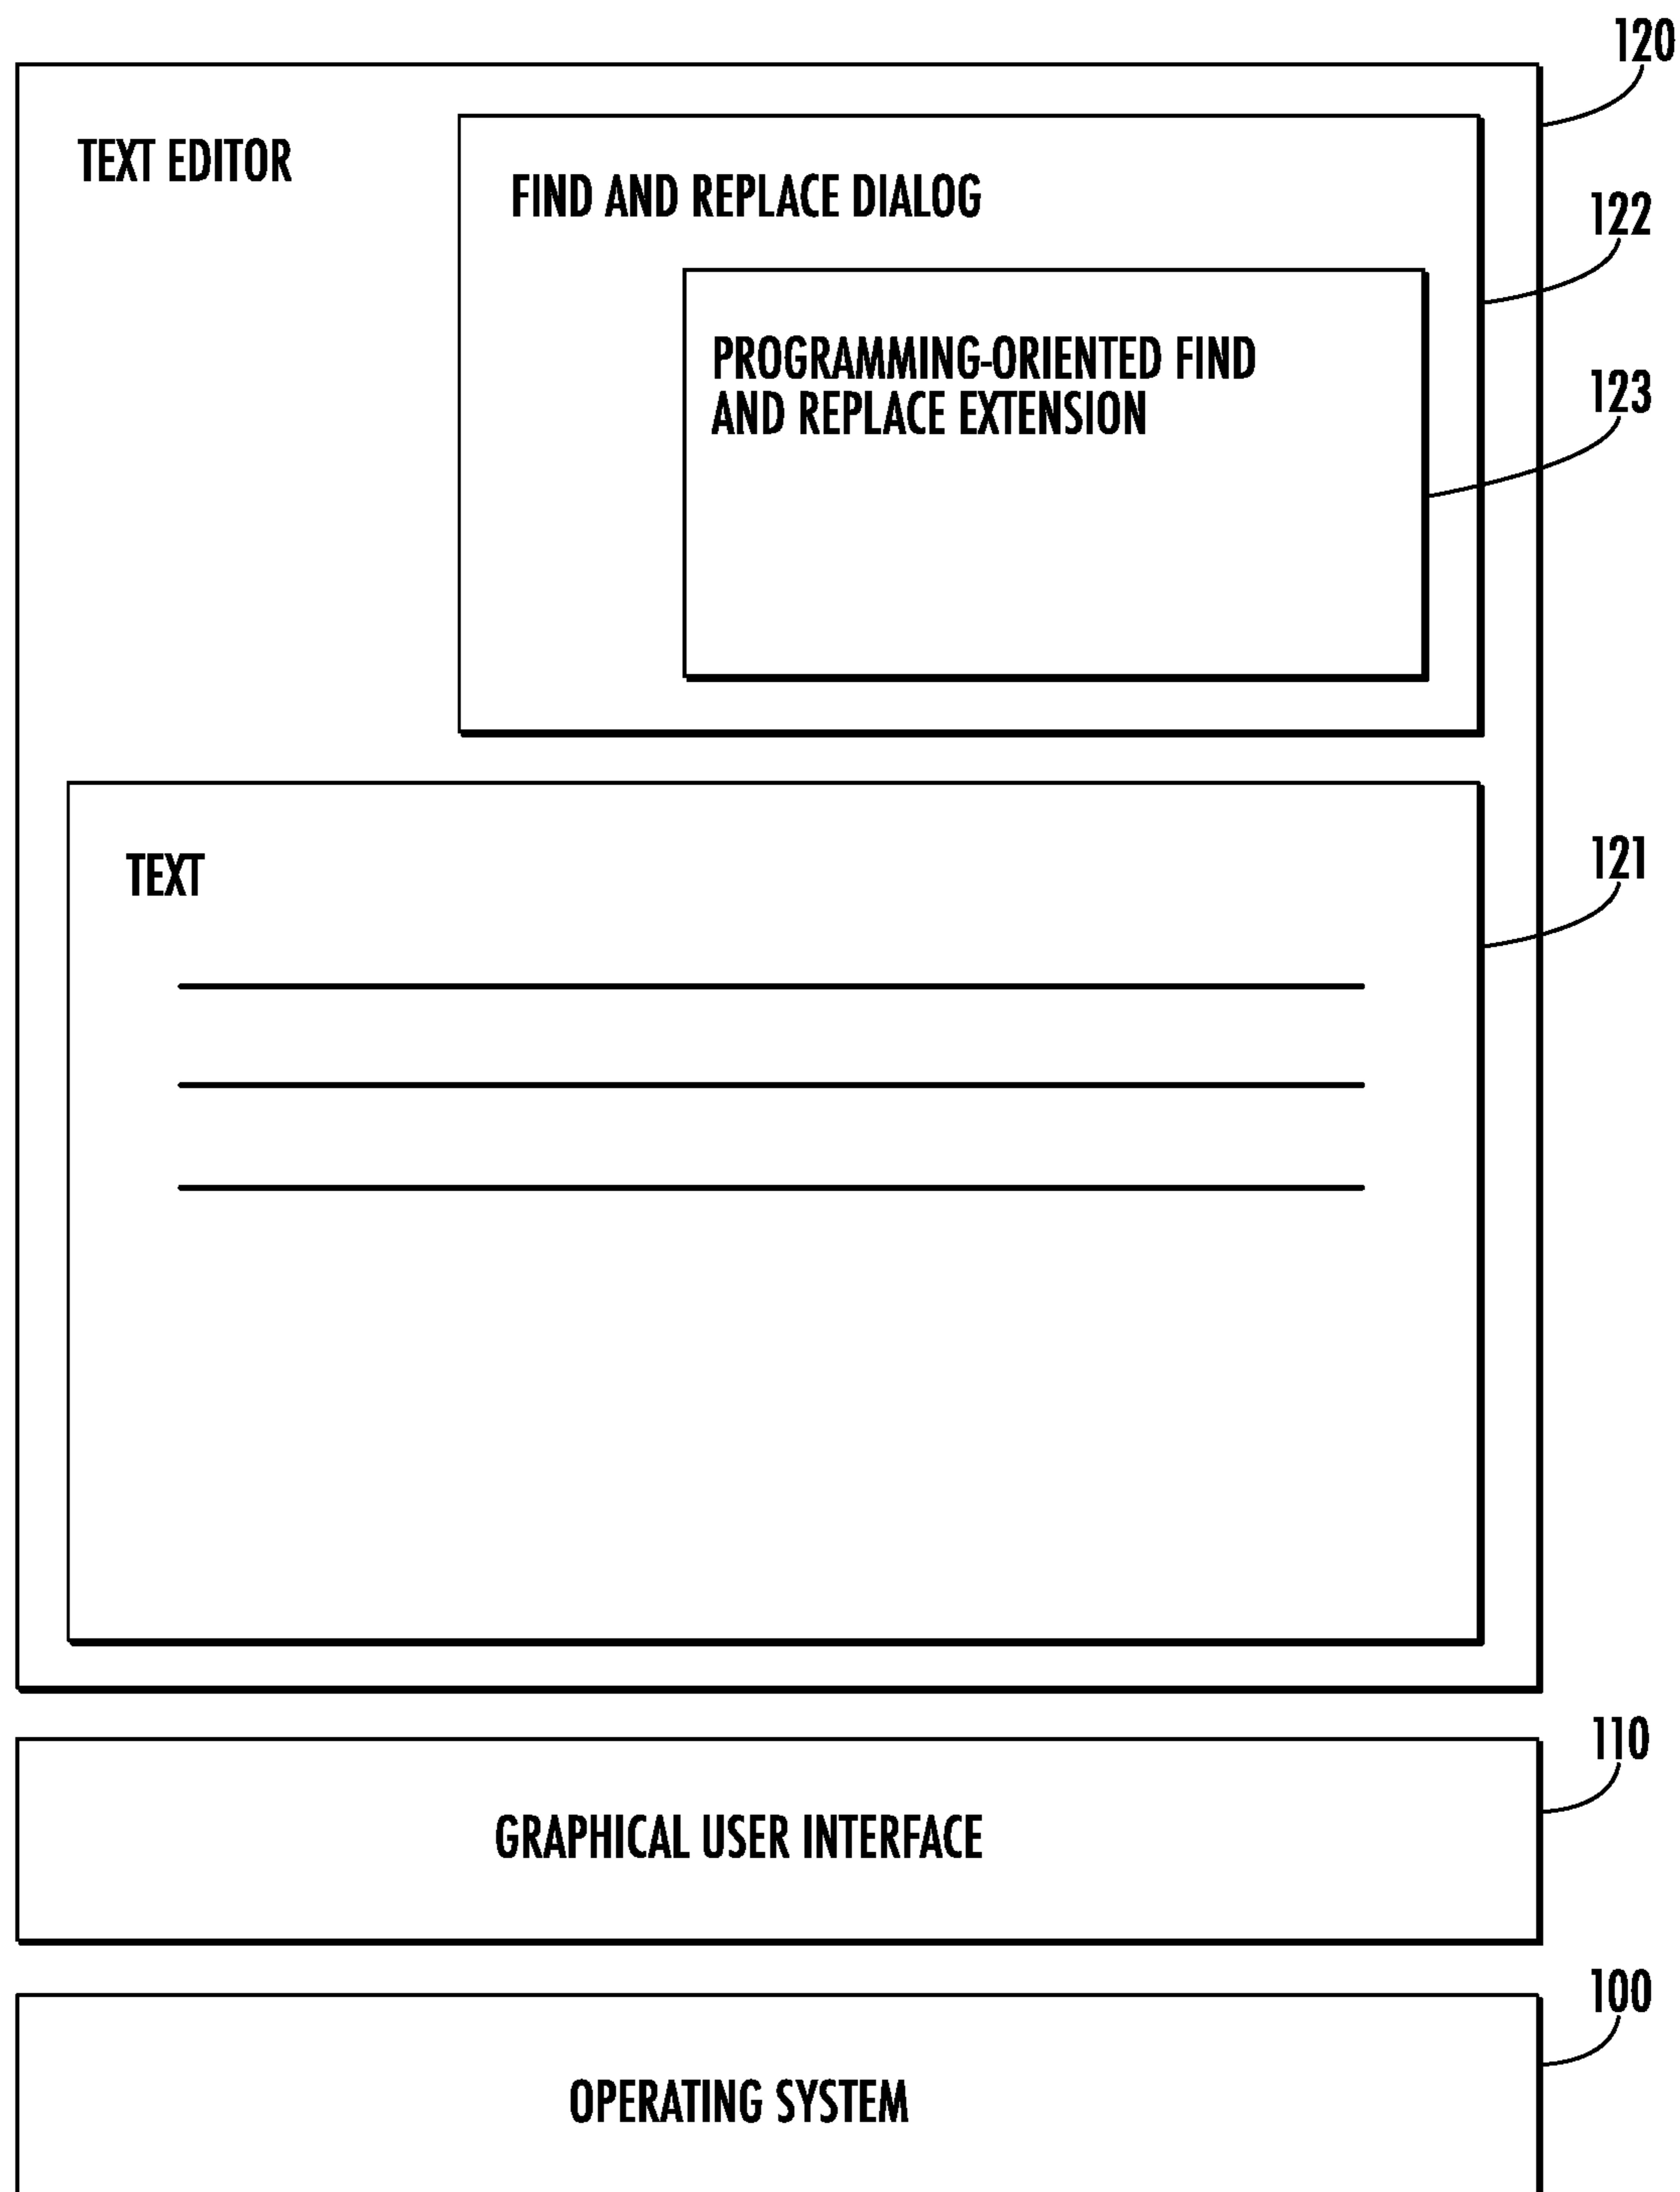 120
TEXT EDITOR
FIND AND REPLACE DIALOG
122
PROGRAMMING-ORIENTED FIND
AND REPLACE EXTENSION
123
121
TEXT
110
GRAPHICAL USER INTERFACE
100
OPERATING SYSTEM